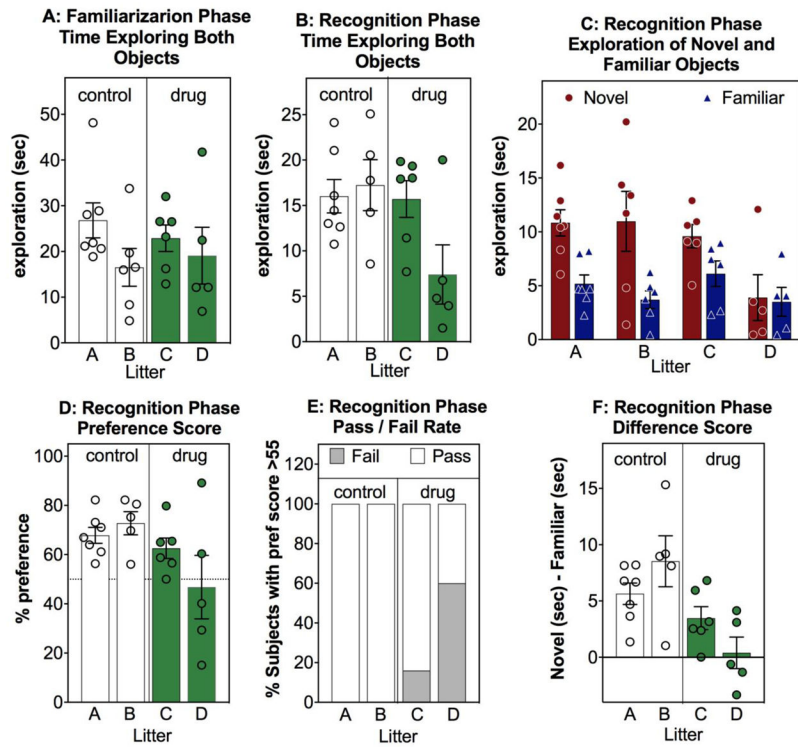 A: Familiarizarion Phase
Time Exploring Both
Objects
control drug
exploration (sec)
50
40
30
20
10
0
A B C D
Litter
B: Recognition Phase
Time Exploring Both
Objects
control drug
exploration (sec)
25
20
15
10
5
0
A B C D
Litter
C: Recognition Phase
Exploration of Novel and
Familiar Objects
Novel Familiar
exploration (sec)
20
15
10
5
0
A B C D
Litter
D: Recognition Phase
Preference Score
control drug
% preference
100
80
60
40
20
0
A B C D
Litter
E: Recognition Phase
Pass / Fail Rate
Fail Pass
control drug
% Subjects with pref score >55
120
100
80
60
40
20
0
A B C D
Litter
F: Recognition Phase
Difference Score
control drug
Novel (sec) - Familiar (sec)
15
10
5
0
A B C D
Litter